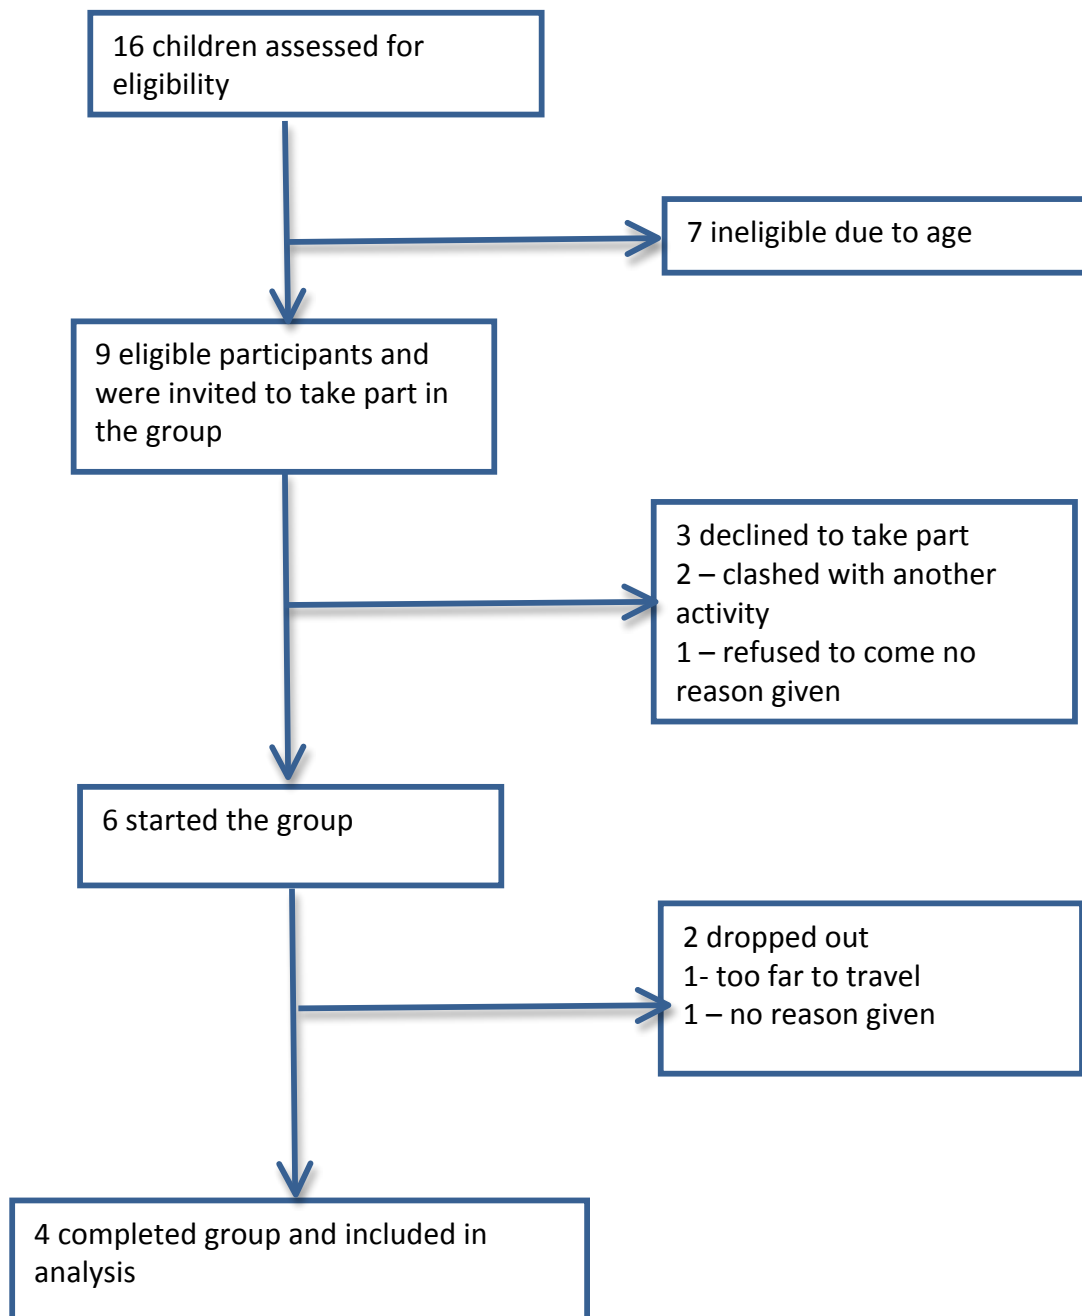 16 children assessed for
eligibility
7 ineligible due to age
9 eligible participants and
were invited to take part in
the group
3 declined to take part
2 – clashed with another
activity
1 – refused to come no
reason given
6 started the group
2 dropped out
1- too far to travel
1 – no reason given
4 completed group and included in
analysis